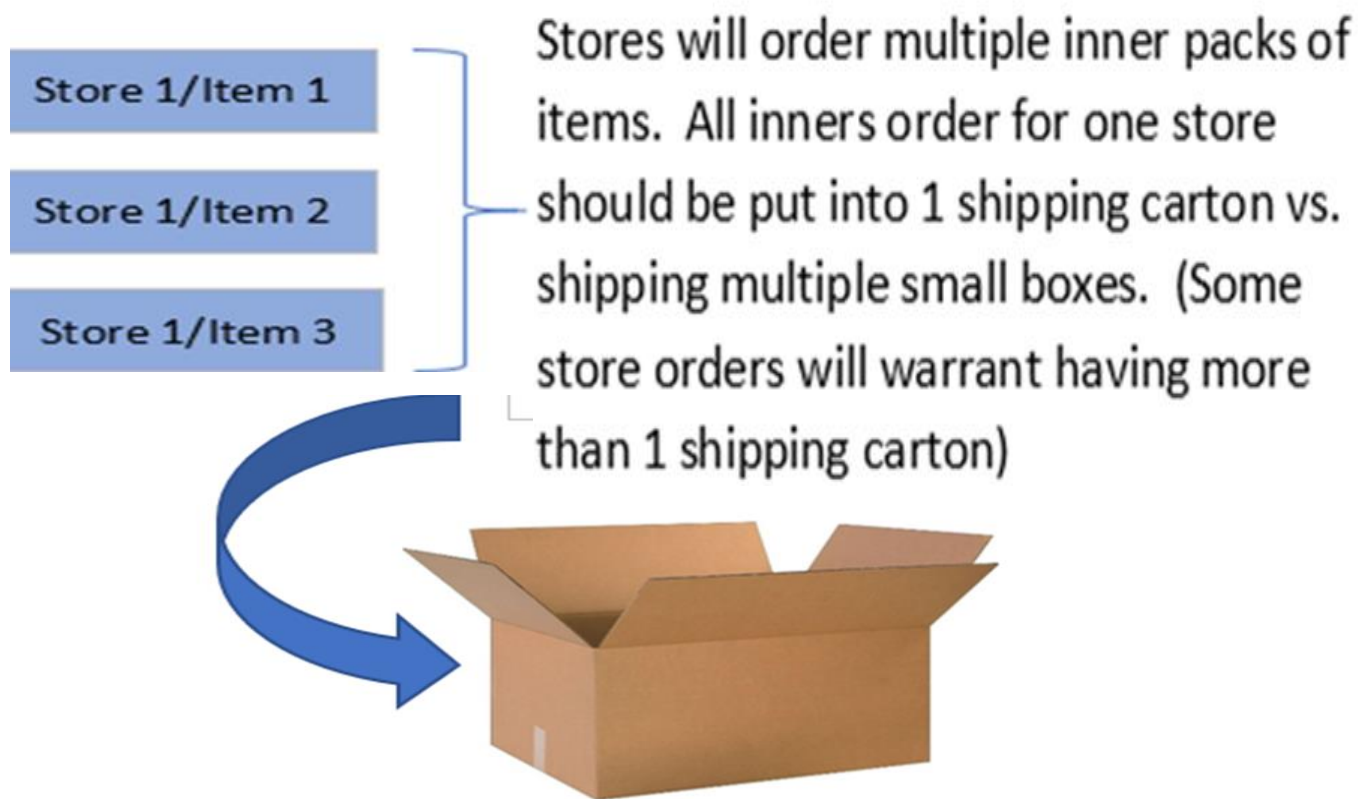 Store 1/Item 1
Store 1/Item 2
Store 1/Item 3
Stores will order multiple inner packs of
items.  All inners order for one store
should be put into 1 shipping carton vs.
shipping multiple small boxes.  (Some
store orders will warrant having more
than 1 shipping carton)